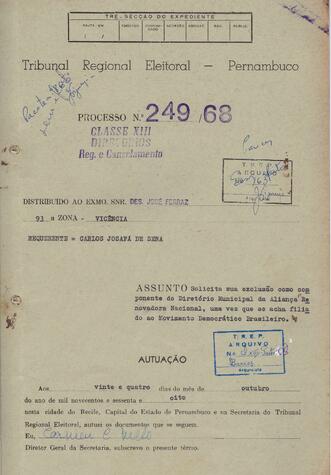 TRE-SECÇÃO DO EXPEDIENTE
Tribunal Regional Eleitoral — Pernambuco
PROCESSO N.º 249/68
CLASSE XIII
DIRETÓRIOS
Reg. e Cancelamento
T.R.E.P.
ARQUIVO
DISTRIBUIDO AO EXMO. SNR. DES. JOSÉ FERRAZ
93 a ZONA - VICÊNCIA
REQUERENTE = CARLOS JOSAFÁ DE SENA
ASSUNTO Solicita sua exclusão como com
ponente do Diretório Municipal da Aliança Re
novadora Nacional, uma vez que se acha filia
do ao Movimento Democrático Brasileiro.
T.R.E.P.
ARQUIVO
AUTUAÇÃO
Aos vinte e quatro dias do mês de outubro
do ano de mil novecentos e sessenta e oito
nesta cidade do Recife, Capital do Estado de Pernambuco e na Secretaria do Tribunal
Regional Eleitoral, autuei os documentos que se seguem.
Eu,
Diretor Geral da Secretaria, subscrevo o presente têrmo.